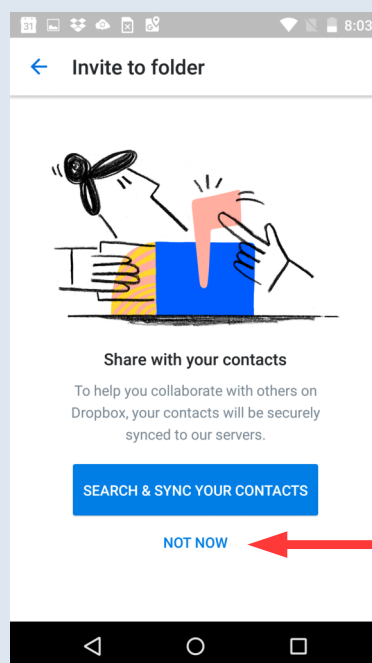 31
8:03
Invite to folder
Share with your contacts
To help you collaborate with others on
Dropbox, your contacts will be securely
synced to our servers.
SEARCH & SYNC YOUR CONTACTS
NOT NOW